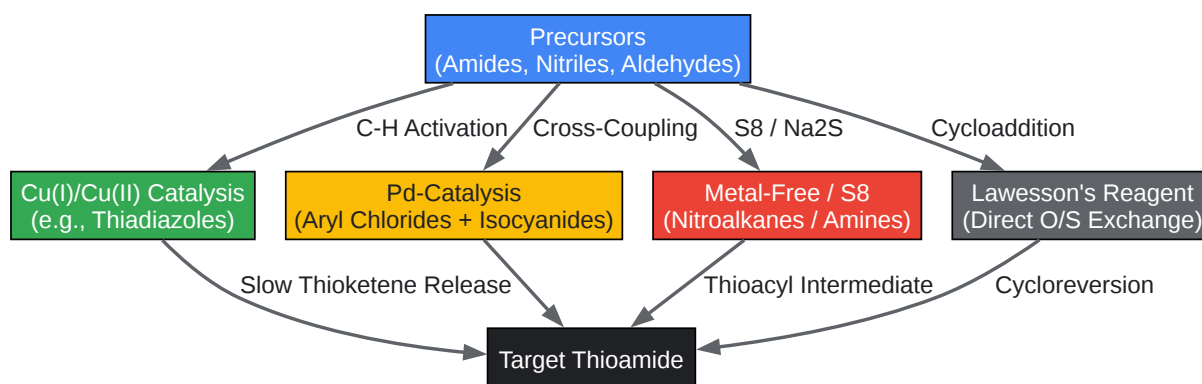 Precursors
(Amides, Nitriles, Aldehydes)
C-H Activation
Cross-Coupling
S8 / Na2S
Cycloaddition
Cu(I)/Cu(II) Catalysis
(e.g., Thiadiazoles)
Pd-Catalysis
(Aryl Chlorides + Isocyanides)
Metal-Free / S8
(Nitroalkanes / Amines)
Lawesson's Reagent
(Direct O/S Exchange)
Slow Thioketene Release
Thioacyl Intermediate
Cycloreversion
Target Thioamide